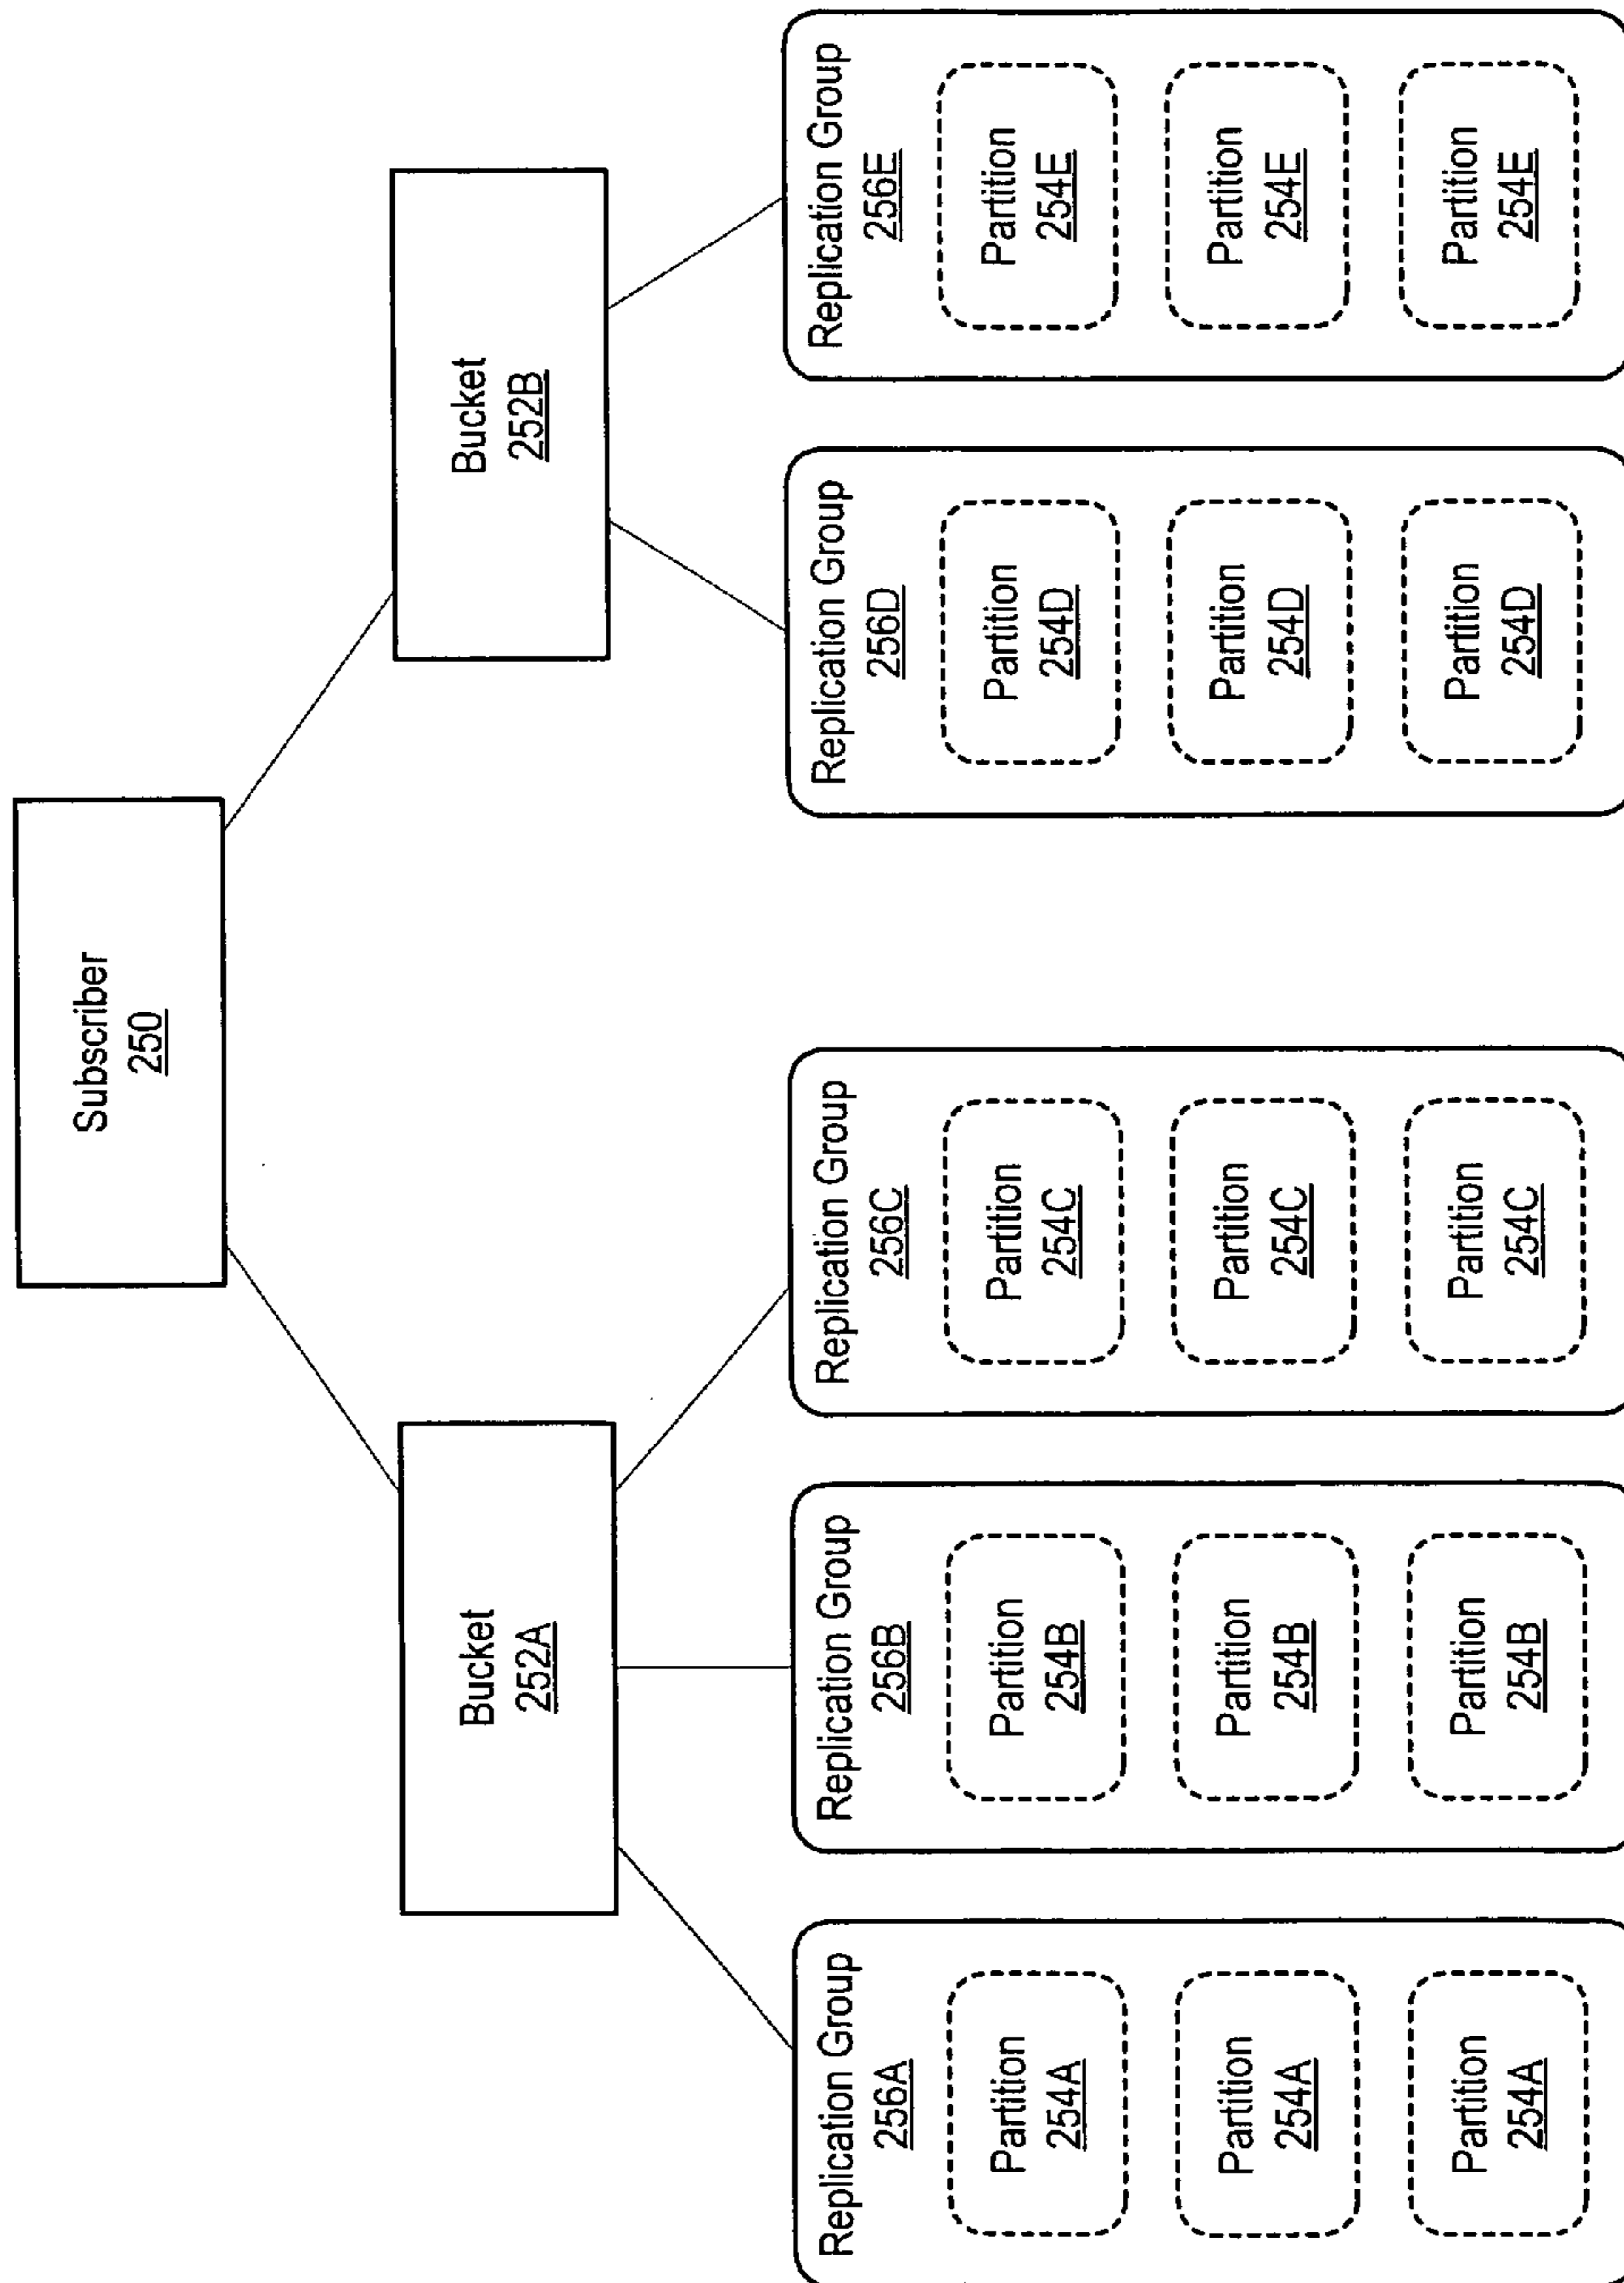 Subscriber
250
Bucket
252A
Bucket
252B
Replication Group
256A
Partition
254A
Partition
254A
Partition
254A
Replication Group
256B
Partition
254B
Partition
254B
Partition
254B
Replication Group
256C
Partition
254C
Partition
254C
Partition
254C
Replication Group
256D
Partition
254D
Partition
254D
Partition
254D
Replication Group
256E
Partition
254E
Partition
254E
Partition
254E